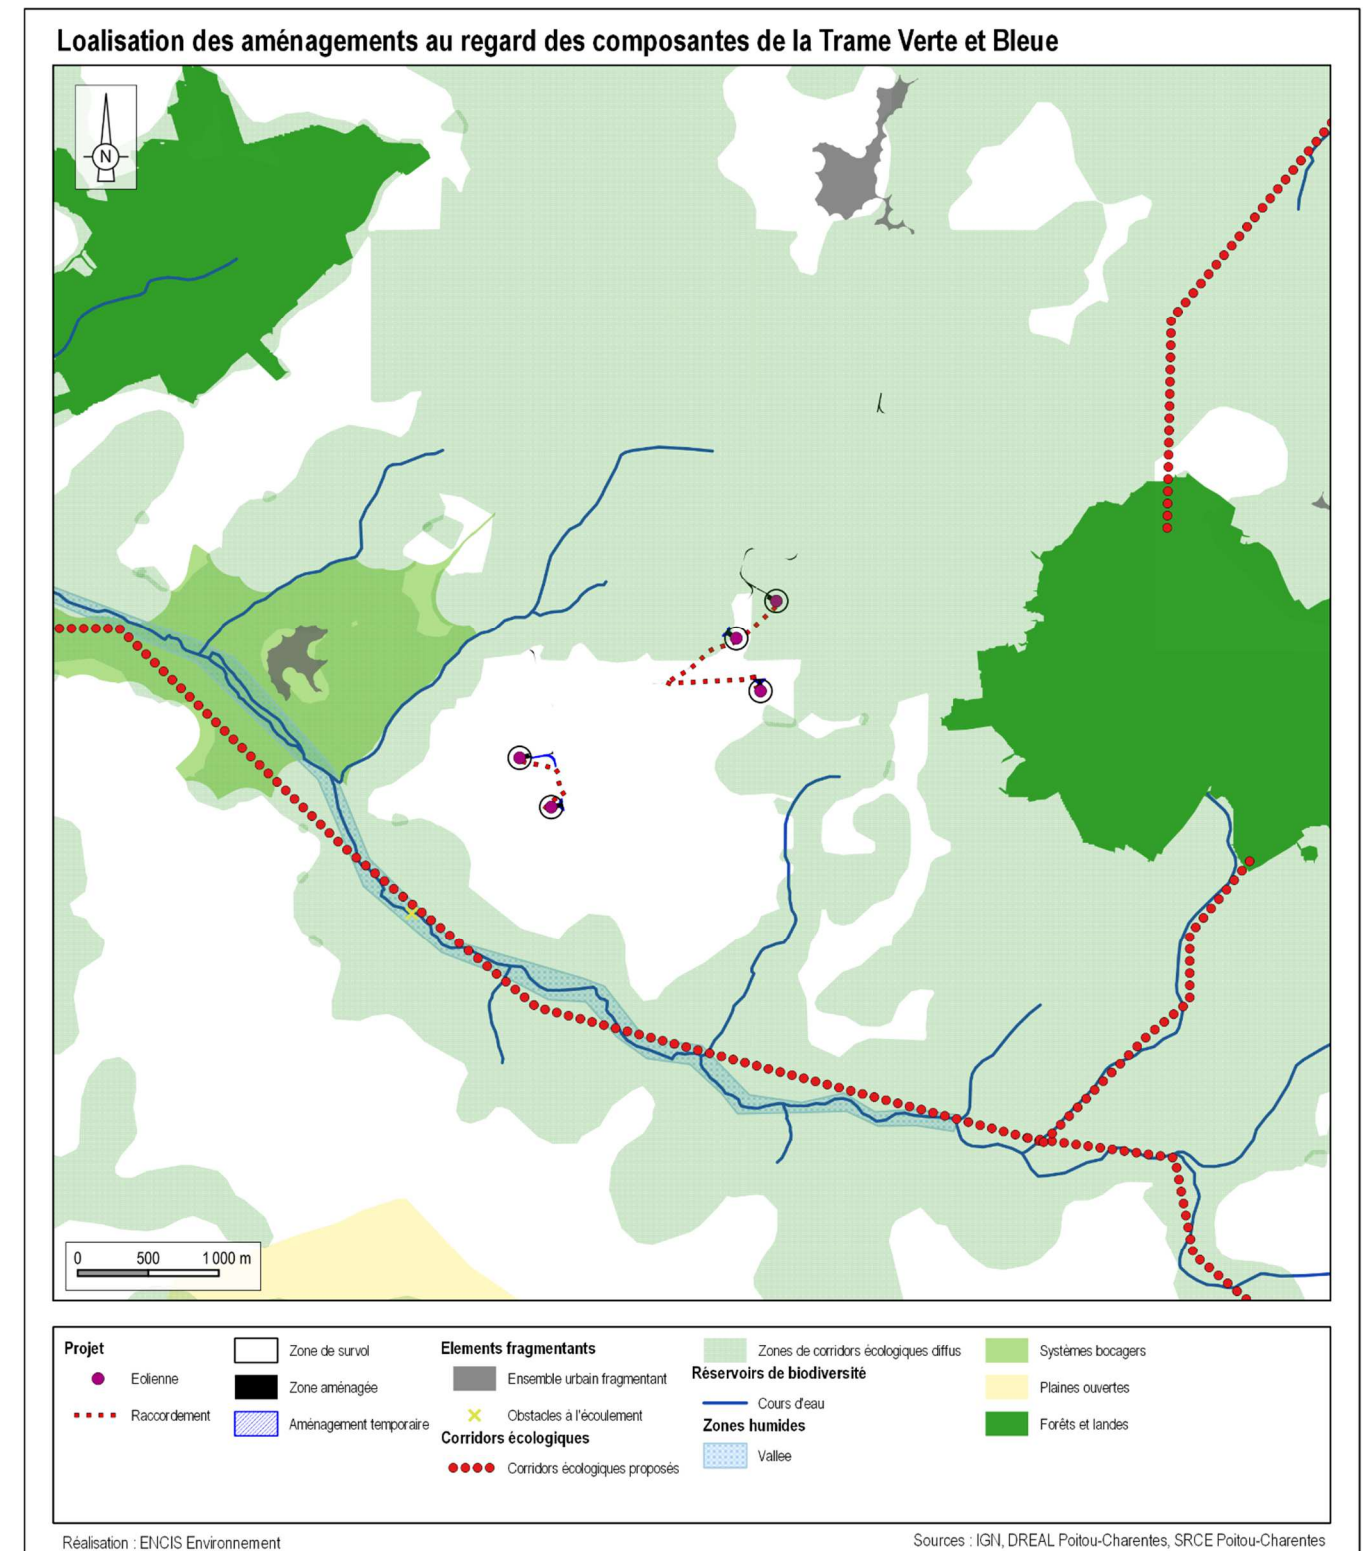 Loalisation des aménagements au regard des composantes de la Trame Verte et Bleue
N
0 500 1 000 m
Projet
Eolienne
Raccordement
Zone de survol
Zone aménagée
Aménagement temporaire
Elements fragmentants
Ensemble urbain fragmentant
Obstacles à l'écoulement
Corridors écologiques
Corridors écologiques proposés
Zones de corridors écologiques diffus
Réservoirs de biodiversité
Cours d'eau
Zones humides
Vallee
Systèmes bocagers
Plaines ouvertes
Forêts et landes
Réalisation : ENCIS Environnement
Sources : IGN, DREAL Poitou-Charentes, SRCE Poitou-Charentes